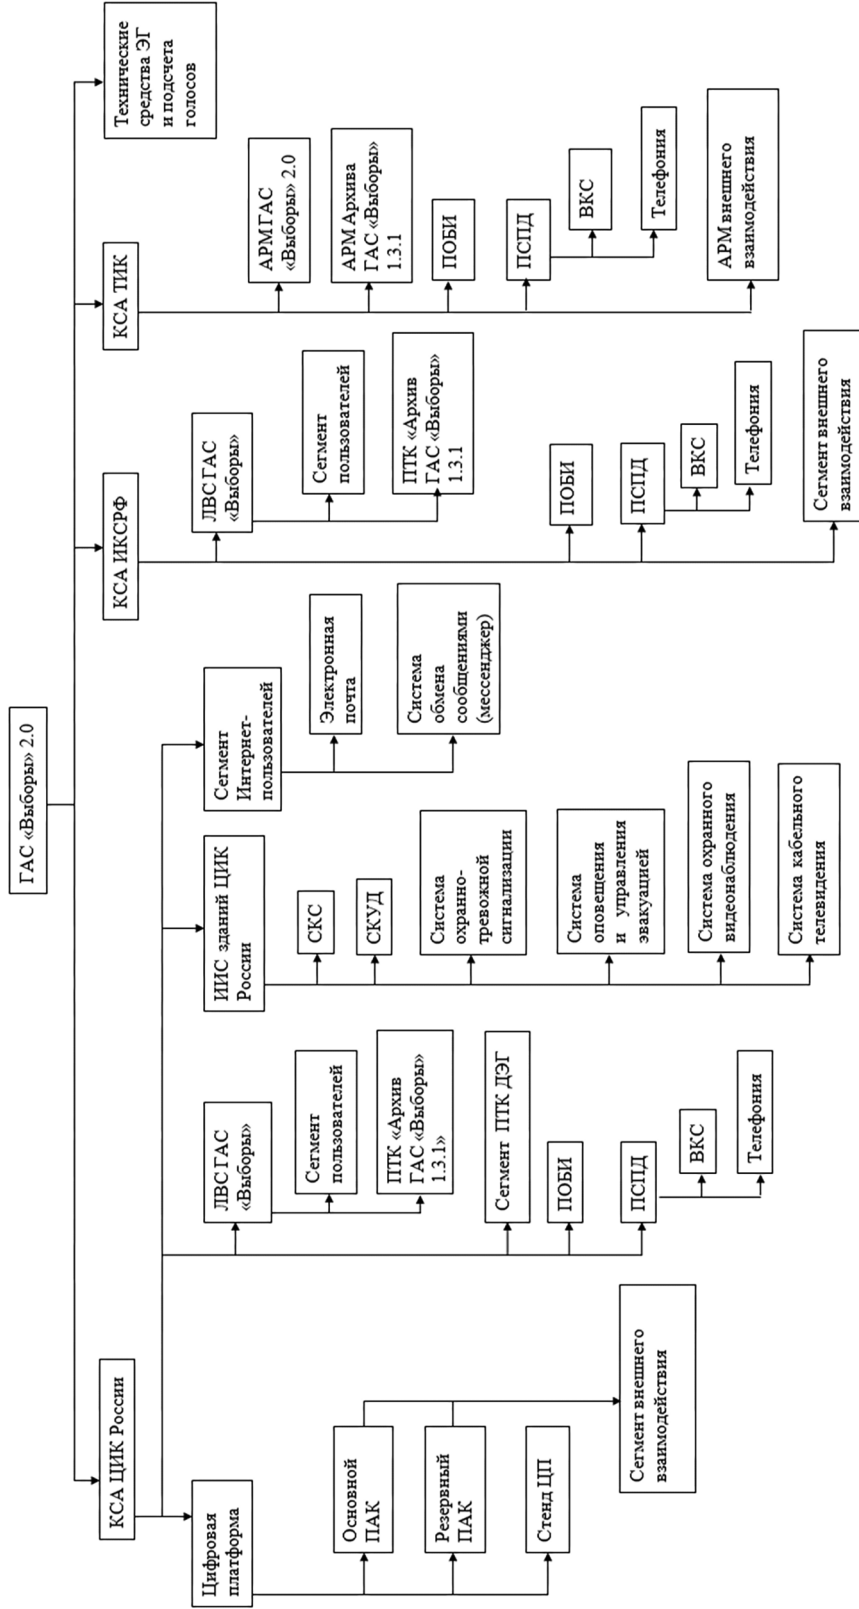 ГАС «Выборы» 2.0
КСА ЦИК России
Цифровая
платформа
Основной
ПАК
Резервный
ПАК
Стенд ЦП
Сегмент внешнего
взаимодействия
ЛВС ГАС
«Выборы»
Сегмент
пользователей
ПТК «Архив
ГАС «Выборы»
1.3.1»
Сегмент ПТК ДЭГ
ПОБИ
ПСПД
ВКС
Телефония
ИИС зданий ЦИК
России
СКС
СКУД
Система
охранно-
тревожной
сигнализации
Система
оповещения
и управления
эвакуацией
Система охранного
видеонаблюдения
Система кабельного
телевидения
Сегмент
Интернет-
пользователей
Электронная
почта
Система
обмена
сообщениями
(мессенджер)
КСА ИКСРФ
ЛВС ГАС
«Выборы»
Сегмент
пользователей
ПТК «Архив
ГАС «Выборы»
1.3.1
ПОБИ
ПСПД
ВКС
Телефония
Сегмент внешнего
взаимодействия
КСА ТИК
АРМ ГАС
«Выборы» 2.0
АРМ Архива
ГАС «Выборы»
1.3.1
ПОБИ
ПСПД
ВКС
Телефония
АРМ внешнего
взаимодействия
Технические
средства ЭГ
и подсчета
голосов